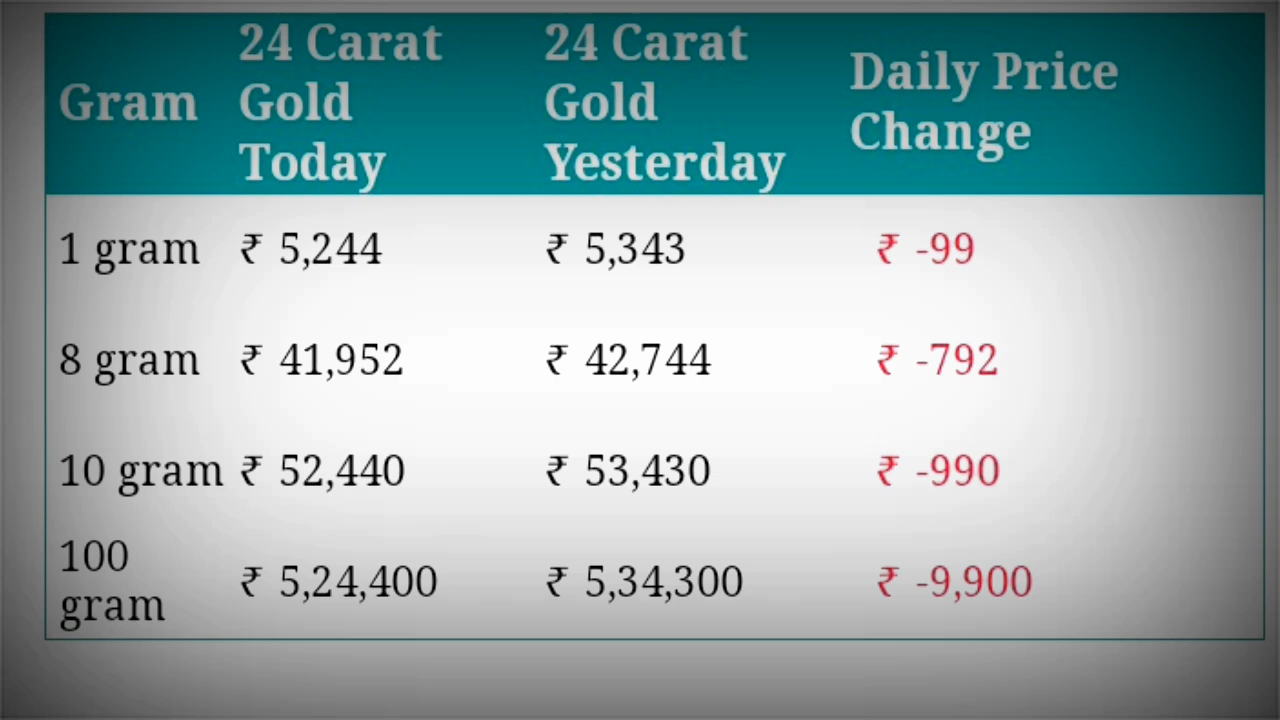 Gram 24 Carat Gold Today 24 Carat Gold Yesterday Daily Price Change
1 gram ₹ 5,244 ₹ 5,343 ₹ -99
8 gram ₹ 41,952 ₹ 42,744 ₹ -792
10 gram ₹ 52,440 ₹ 53,430 ₹ -990
100 gram ₹ 5,24,400 ₹ 5,34,300 ₹ -9,900